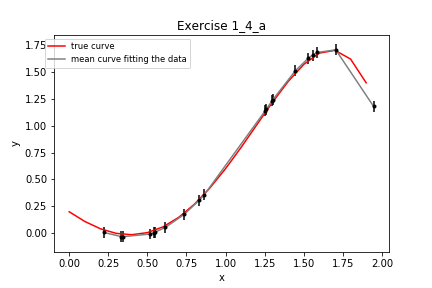 Exercise 1_4_a
true curve
mean curve fitting the data
1.75
1.50
1.25
1.00
0.75
0.50
0.25
0.00
y
0.00 0.25 0.50 0.75 1.00 1.25 1.50 1.75 2.00
x